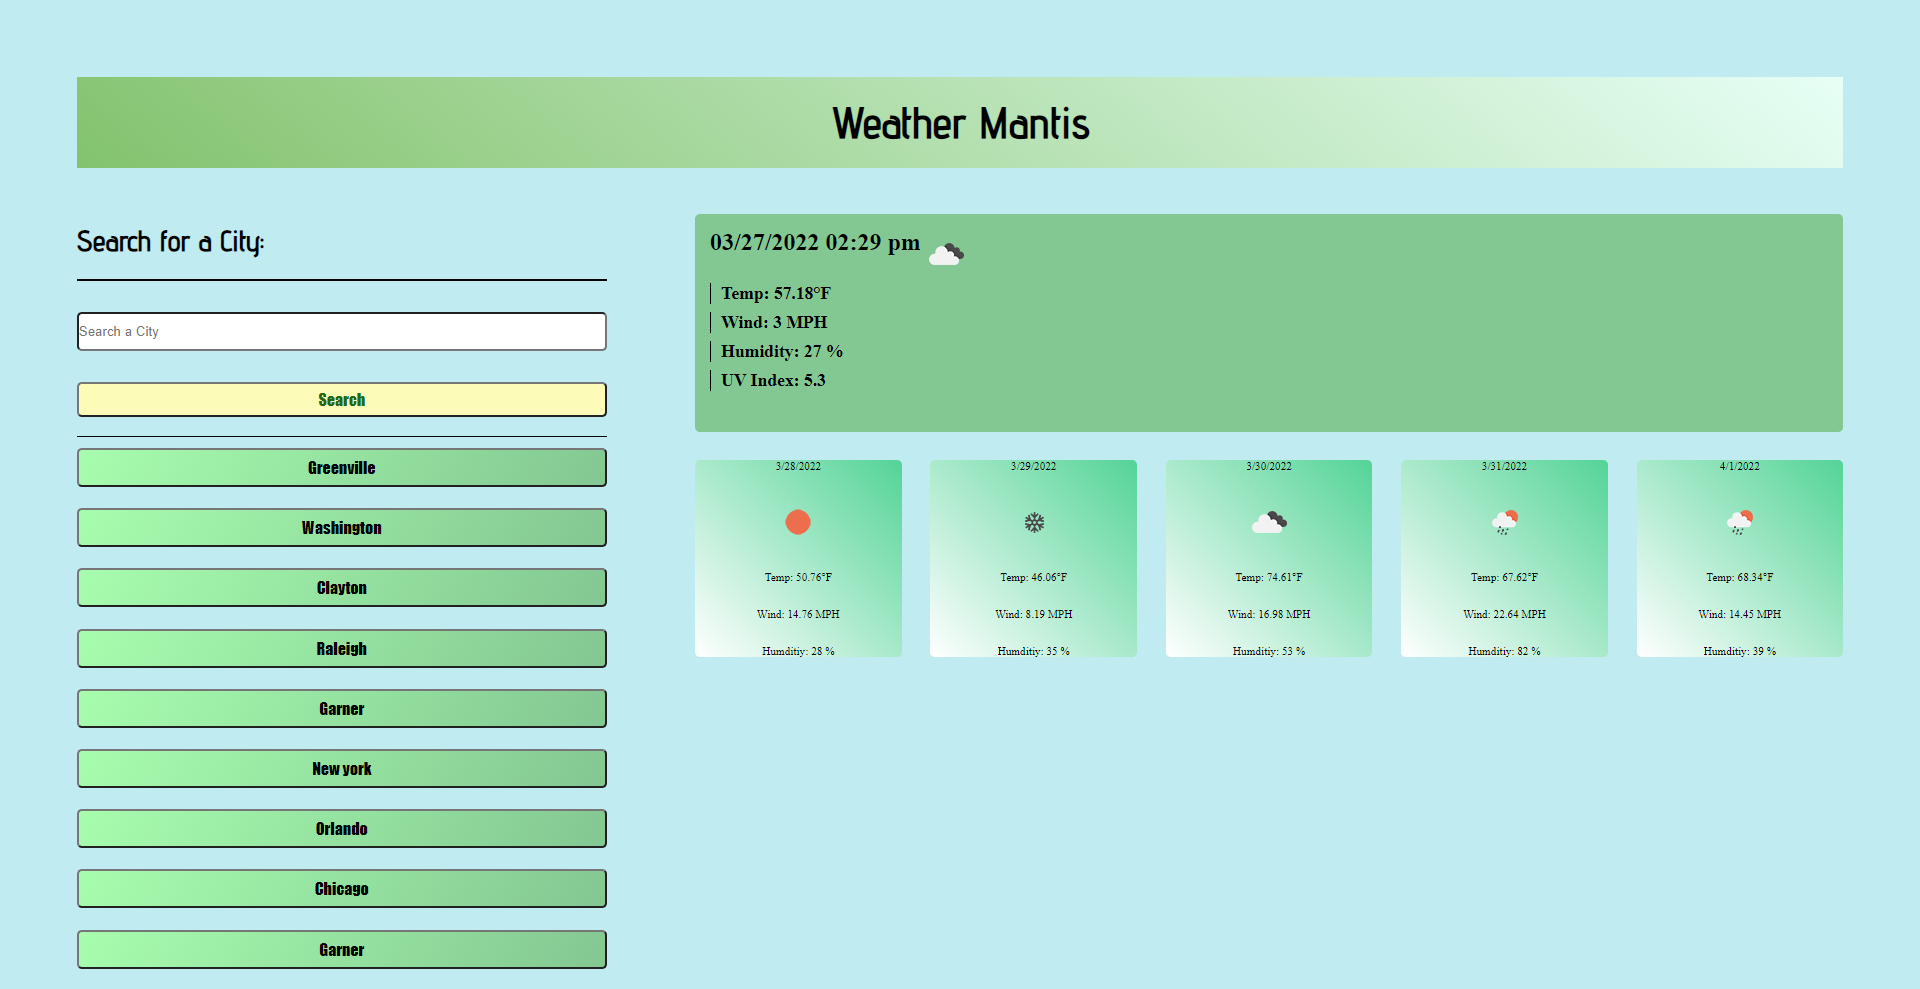 Weather Mantis
Search for a City:
Search a City
Search
Greenville
Washington
Clayton
Raleigh
Garner
New york
Orlando
Chicago
Garner
03/27/2022 02:29 pm
Temp: 57.18°F
Wind: 3 MPH
Humidity: 27 %
UV Index: 5.3
3/28/2022
Temp: 50.76°F
Wind: 14.76 MPH
Humditiy: 28 %
3/29/2022
Temp: 46.06°F
Wind: 8.19 MPH
Humditiy: 35 %
3/30/2022
Temp: 74.61°F
Wind: 16.98 MPH
Humditiy: 53 %
3/31/2022
Temp: 67.62°F
Wind: 22.64 MPH
Humditiy: 82 %
4/1/2022
Temp: 68.34°F
Wind: 14.45 MPH
Humditiy: 39 %